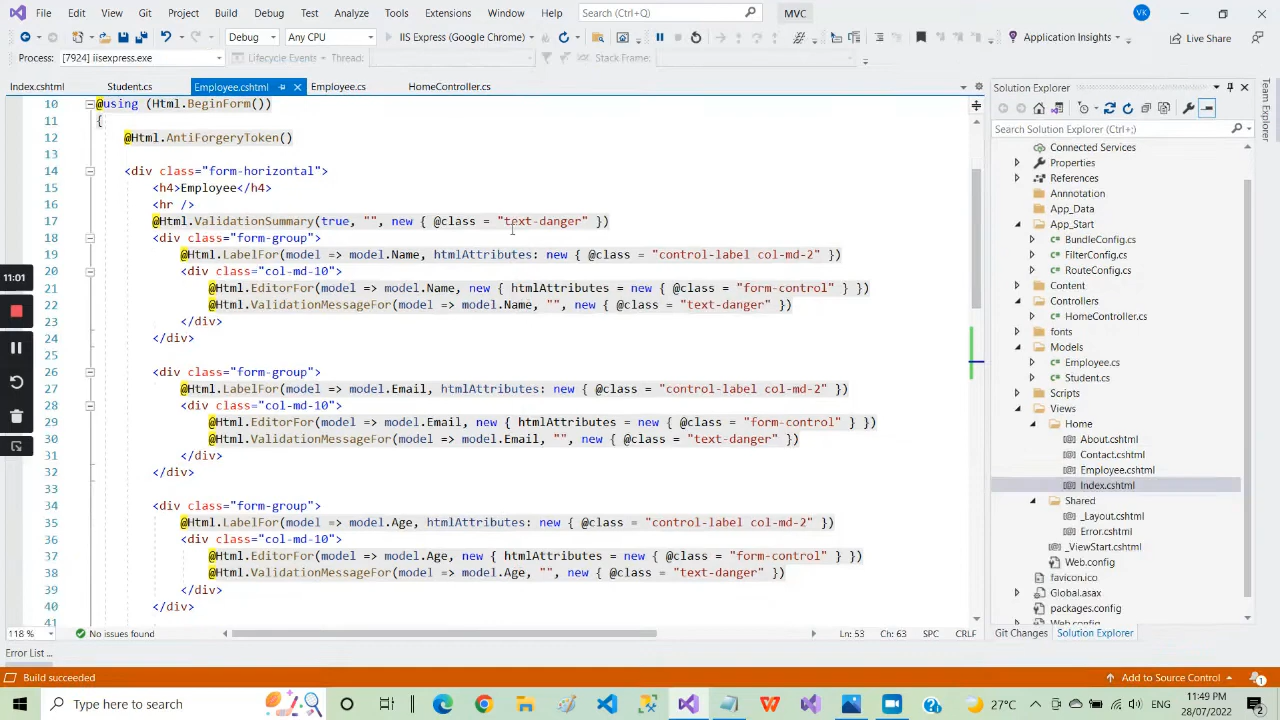 File Edit View Git Project Build Debug Test Analyze Tools Extensions Window Help Search (Ctrl+Q) MVC VK
Debug Any CPU IIS Express (Google Chrome) Application Insights Live Share
Process: [7924] iisexpress.exe Lifecycle Events Thread: Stack Frame:
Index.cshtml Student.cs Employee.cshtml Employee.cs HomeController.cs
10 @using (Html.BeginForm())
11 {
12 @Html.AntiForgeryToken()
13
14 <div class="form-horizontal">
15 <h4>Employee</h4>
16 <hr />
17 @Html.ValidationSummary(true, "", new { @class = "text-danger" })
18 <div class="form-group">
19 @Html.LabelFor(model => model.Name, htmlAttributes: new { @class = "control-label col-md-2" })
20 <div class="col-md-10">
21 @Html.EditorFor(model => model.Name, new { htmlAttributes = new { @class = "form-control" } })
22 @Html.ValidationMessageFor(model => model.Name, "", new { @class = "text-danger" })
23 </div>
24 </div>
25
26 <div class="form-group">
27 @Html.LabelFor(model => model.Email, htmlAttributes: new { @class = "control-label col-md-2" })
28 <div class="col-md-10">
29 @Html.EditorFor(model => model.Email, new { htmlAttributes = new { @class = "form-control" } })
30 @Html.ValidationMessageFor(model => model.Email, "", new { @class = "text-danger" })
31 </div>
32 </div>
33
34 <div class="form-group">
35 @Html.LabelFor(model => model.Age, htmlAttributes: new { @class = "control-label col-md-2" })
36 <div class="col-md-10">
37 @Html.EditorFor(model => model.Age, new { htmlAttributes = new { @class = "form-control" } })
38 @Html.ValidationMessageFor(model => model.Age, "", new { @class = "text-danger" })
39 </div>
40 </div>
41
11:01
118 % No issues found Ln: 53 Ch: 63 SPC CRLF
Error List ...
Solution Explorer
Search Solution Explorer (Ctrl+;)
Connected Services
Properties
References
Annotation
App_Data
App_Start
BundleConfig.cs
FilterConfig.cs
RouteConfig.cs
Content
Controllers
HomeController.cs
fonts
Models
Employee.cs
Student.cs
Scripts
Views
Home
About.cshtml
Contact.cshtml
Employee.cshtml
Index.cshtml
Shared
_Layout.cshtml
Error.cshtml
_ViewStart.cshtml
Web.config
favicon.ico
Global.asax
packages.config
Web.config
Git Changes Solution Explorer
Team Explorer
Build succeeded Add to Source Control 1
Type here to search 27°C ENG 11:49 PM
28/07/2022 2